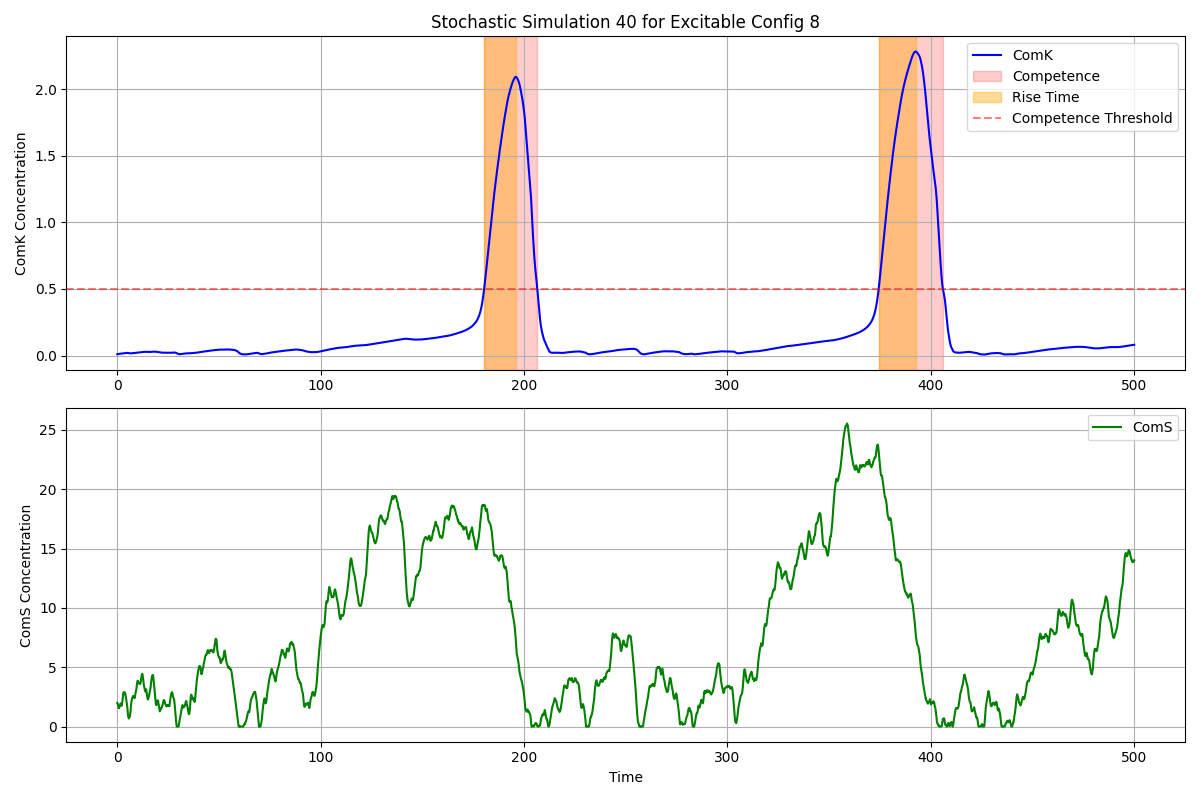 Stochastic Simulation 40 for Excitable Config 8
ComK Concentration
2.0
1.5
1.0
0.5
0.0
ComK
Competence
Rise Time
Competence Threshold
0 100 200 300 400 500
ComS Concentration
25
20
15
10
5
0
ComS
0 100 200 300 400 500
Time